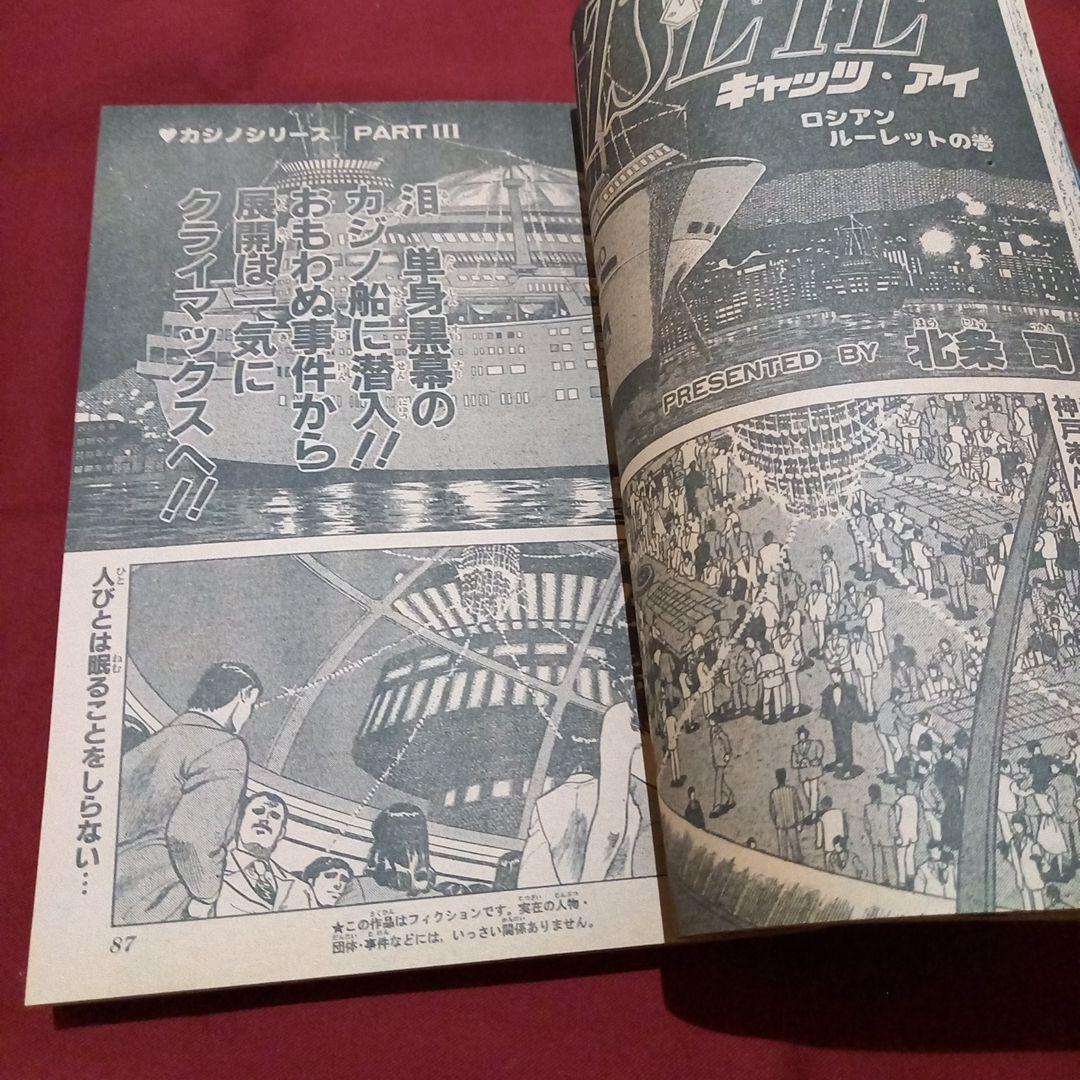 ♥カジノシリーズ PART III
'S EYE
キャッツ・アイ
ロシアン
ルーレットの巻
PRESENTED BY 北条 司
泪 単身黒幕の
カジノ船に潜入!!
おもわぬ事件から
展開は一気に
クライマックスへ!!
神戸港
人びとは眠ることをしらない…
★この作品はフィクションです。実在の人物・
団体・事件などには、いっさい関係ありません。
87